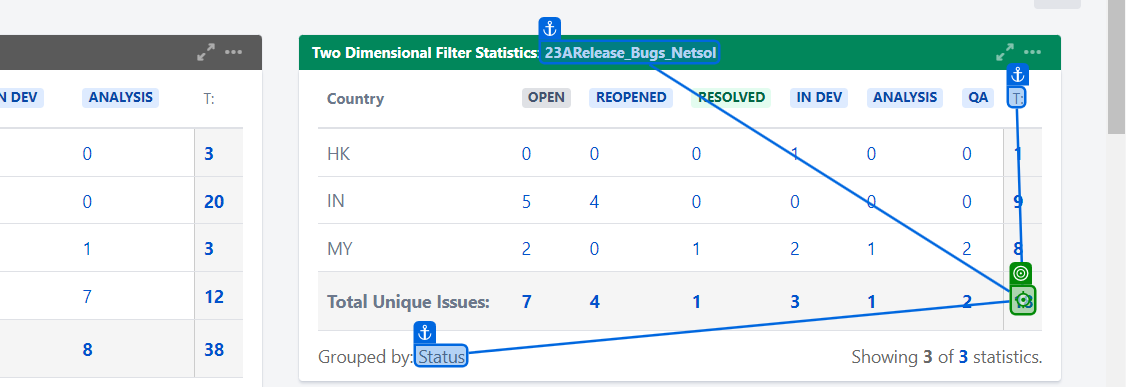 Two Dimensional Filter Statistics: 23ARelease_Bugs_Netsol
N DEV ANALYSIS T:
0 3
0 20
1 3
7 12
8 38
Country OPEN REOPENED RESOLVED IN DEV ANALYSIS QA T:
HK 0 0 0 1 0 0 1
IN 5 4 0 0 0 0 9
MY 2 0 1 2 1 2 8
Total Unique Issues: 7 4 1 3 1 2
Grouped by: Status Showing 3 of 3 statistics.